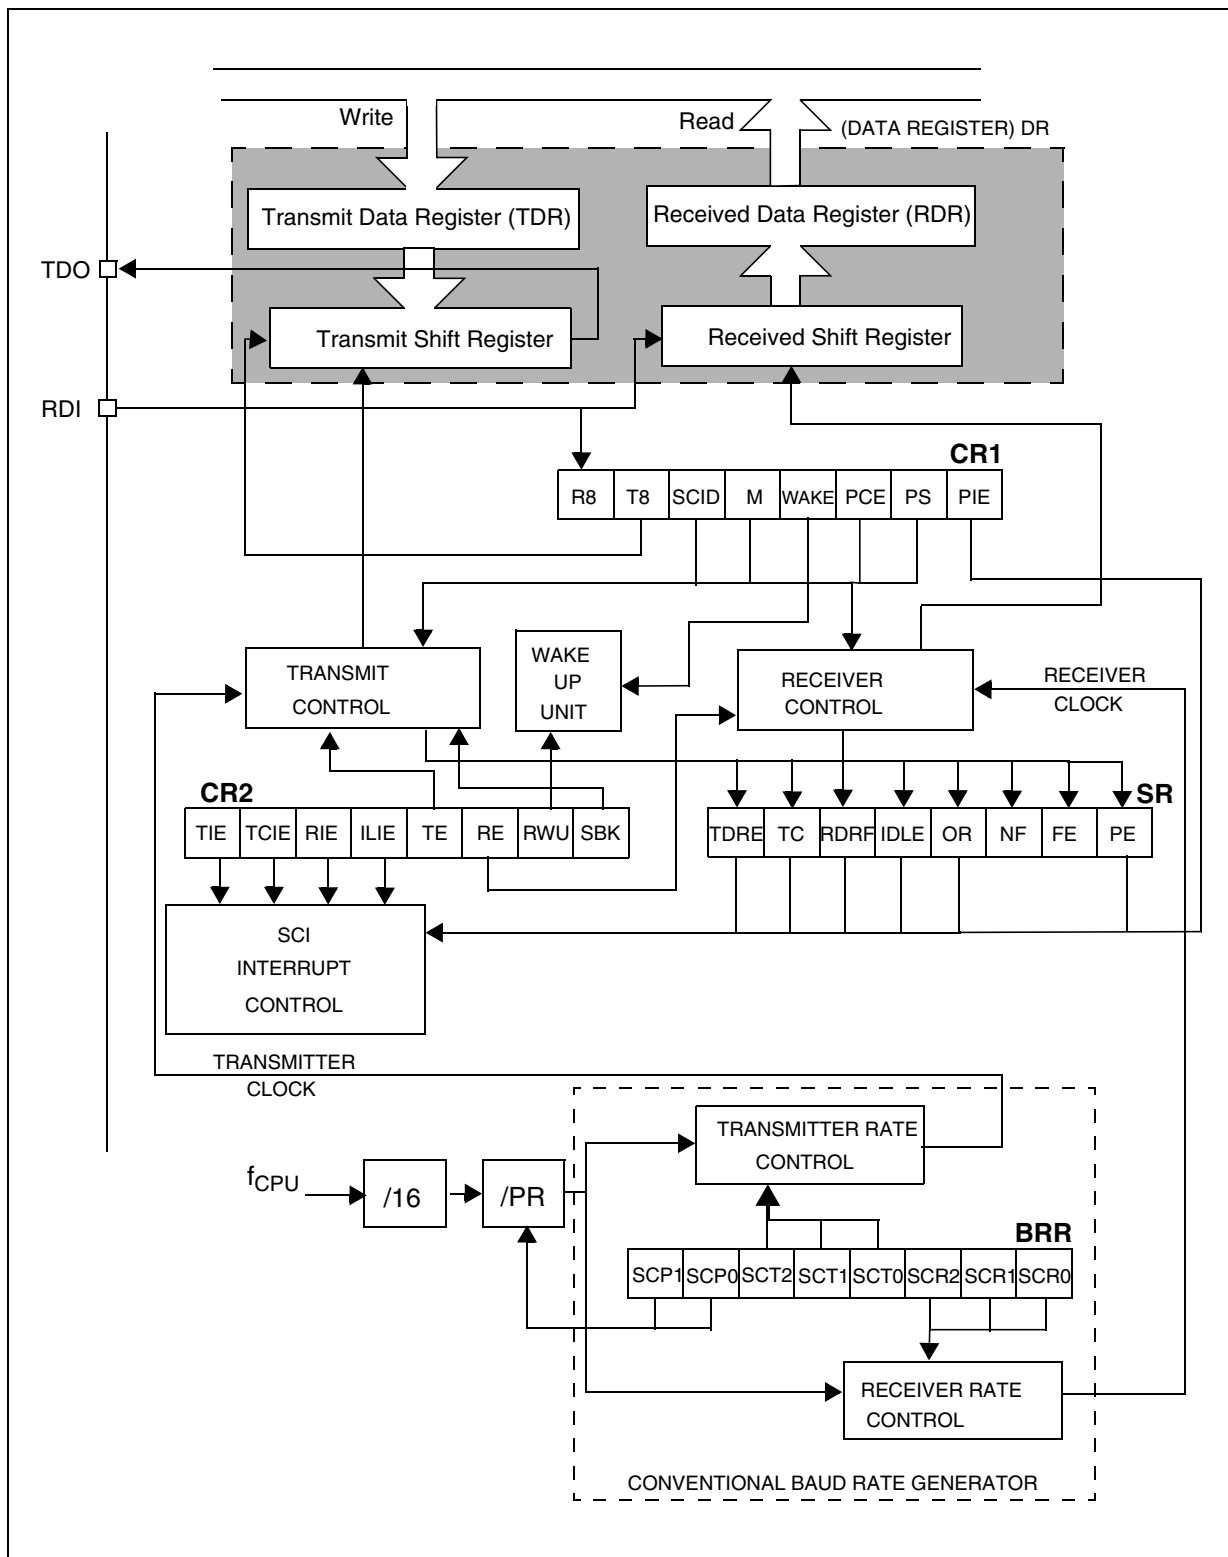 Write
Read
(DATA REGISTER) DR
Transmit Data Register (TDR)
Received Data Register (RDR)
TDO
Transmit Shift Register
Received Shift Register
RDI
CR1
R8 T8 SCID M WAKE PCE PS PIE
TRANSMIT
CONTROL
WAKE
UP
UNIT
RECEIVER
CONTROL
RECEIVER
CLOCK
CR2
SR
TIE TCIE RIE ILIE TE RE RWU SBK
TDRE TC RDRF IDLE OR NF FE PE
SCI
INTERRUPT
CONTROL
TRANSMITTER
CLOCK
TRANSMITTER RATE
CONTROL
fCPU
/16
/PR
BRR
SCP1 SCP0 SCT2 SCT1 SCT0 SCR2 SCR1 SCR0
RECEIVER RATE
CONTROL
CONVENTIONAL BAUD RATE GENERATOR